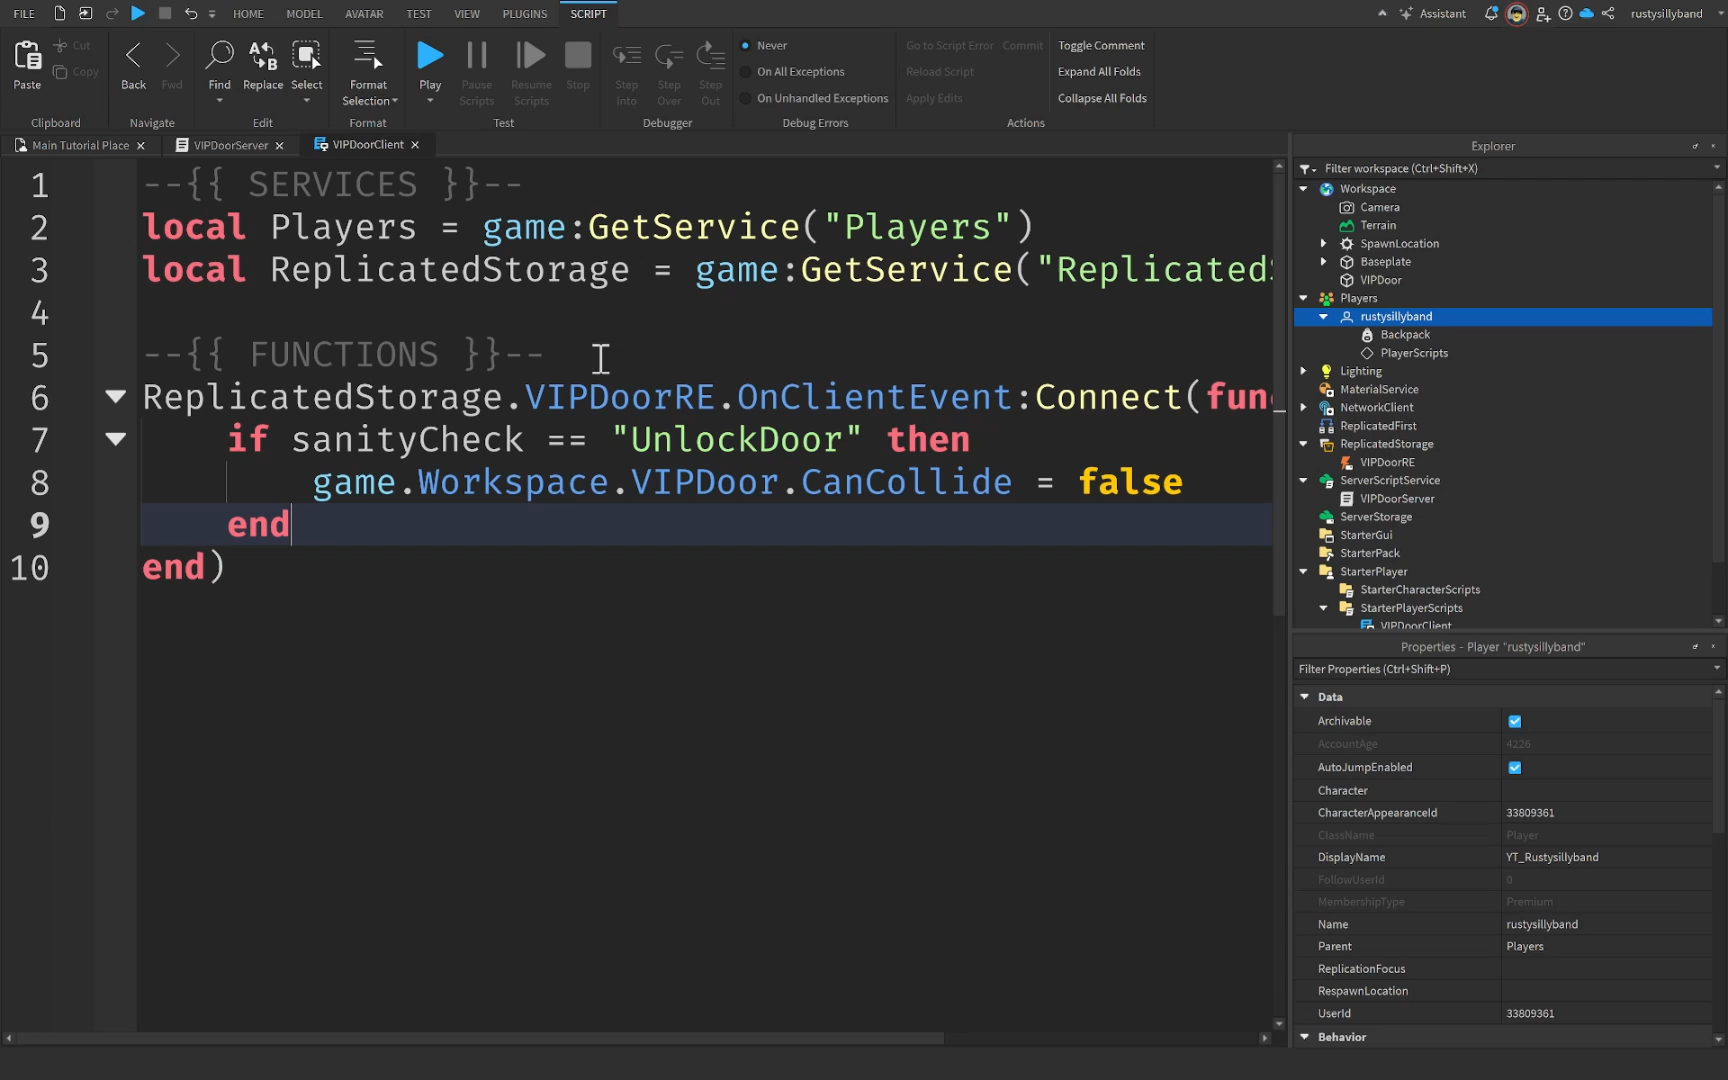 FILE HOME MODEL AVATAR TEST VIEW PLUGINS SCRIPT Assistant rustysillyband
Paste Cut Copy
Back Fwd
Find Replace Select
Format Selection
Play Pause Scripts Resume Scripts Stop
Step Into Step Over Step Out
Never
On All Exceptions
On Unhandled Exceptions
Go to Script Error Commit
Reload Script
Apply Edits
Toggle Comment
Expand All Folds
Collapse All Folds
Clipboard Navigate Edit Format Test Debugger Debug Errors Actions
Main Tutorial Place VIPDoorServer VIPDoorClient
1 --{{ SERVICES }}--
2 local Players = game:GetService("Players")
3 local ReplicatedStorage = game:GetService("Replicated
4
5 --{{ FUNCTIONS }}--
6 ReplicatedStorage.VIPDoorRE.OnClientEvent:Connect(func
7 if sanityCheck == "UnlockDoor" then
8 game.Workspace.VIPDoor.CanCollide = false
9 end
10 end)
Explorer
Filter workspace (Ctrl+Shift+X)
Workspace
Camera
Terrain
SpawnLocation
Baseplate
VIPDoor
Players
rustysillyband
Backpack
PlayerScripts
Lighting
MaterialService
NetworkClient
ReplicatedFirst
ReplicatedStorage
VIPDoorRE
ServerScriptService
VIPDoorServer
ServerStorage
StarterGui
StarterPack
StarterPlayer
StarterCharacterScripts
StarterPlayerScripts
VIPDoorClient
Properties - Player "rustysillyband"
Filter Properties (Ctrl+Shift+P)
Data
Archivable
AccountAge 4226
AutoJumpEnabled
Character
CharacterAppearanceId 33809361
ClassName Player
DisplayName YT_Rustysillyband
FollowUserId 0
MembershipType Premium
Name rustysillyband
Parent Players
ReplicationFocus
RespawnLocation
UserId 33809361
Behavior